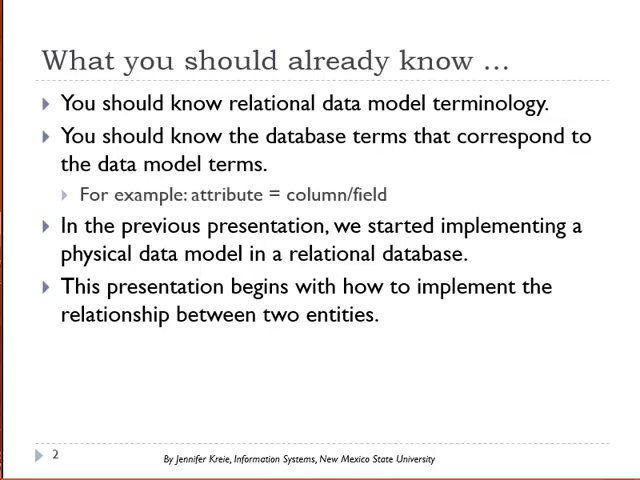 What you should already know ...
You should know relational data model terminology.
You should know the database terms that correspond to
the data model terms.
For example: attribute = column/field
In the previous presentation, we started implementing a
physical data model in a relational database.
This presentation begins with how to implement the
relationship between two entities.
2
By Jennifer Kreie, Information Systems, New Mexico State University